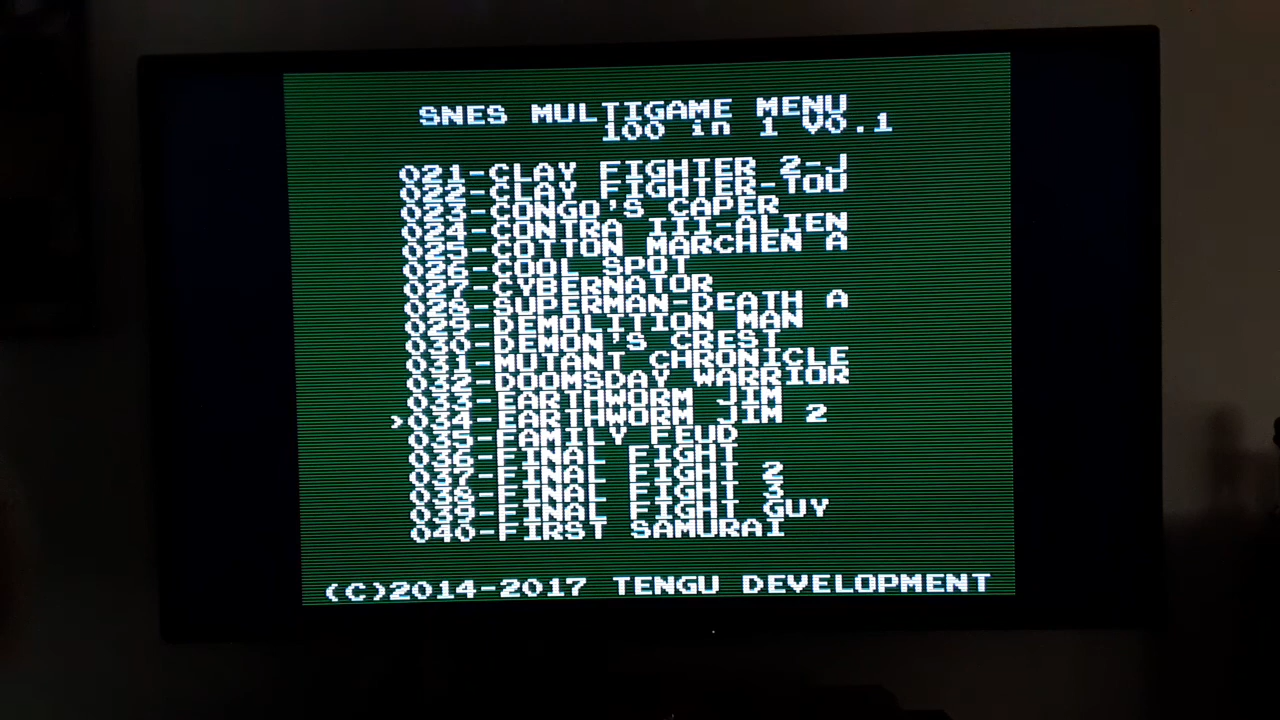 SNES MULTIGAME MENU
100 in 1 V0.1
021-CLAY FIGHTER 2-J
022-CLAY FIGHTER-TOU
023-CONGO'S CAPER
024-CONTRA III-ALIEN
025-COTTON MARCHEN A
026-COOL SPOT
027-CYBERNATOR
028-SUPERMAN-DEATH A
029-DEMOLITION MAN
030-DEMON'S CREST
031-MUTANT CHRONICLE
032-DOOMSDAY WARRIOR
033-EARTHWORM JIM
>034-EARTHWORM JIM 2
035-FAMILY FEUD
036-FINAL FIGHT
037-FINAL FIGHT 2
038-FINAL FIGHT 3
039-FINAL FIGHT GUY
040-FIRST SAMURAI
(C)2014-2017 TENGU DEVELOPMENT